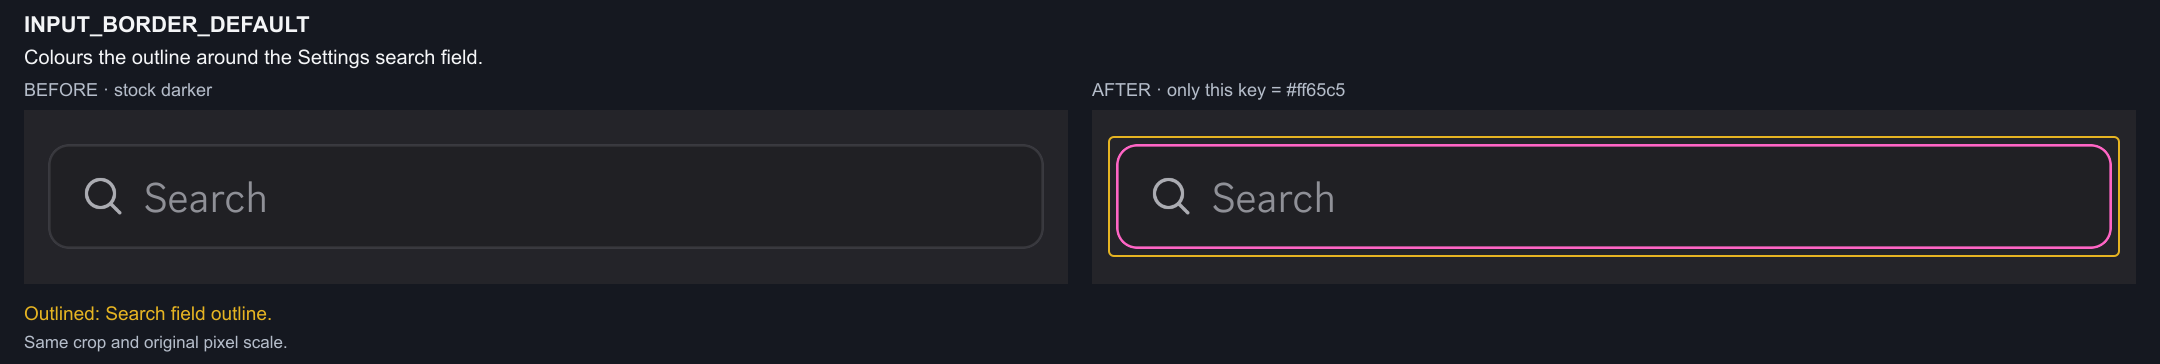 INPUT_BORDER_DEFAULT
Colours the outline around the Settings search field.
BEFORE · stock darker
Search
AFTER · only this key = #ff65c5
Search
Outlined: Search field outline.
Same crop and original pixel scale.